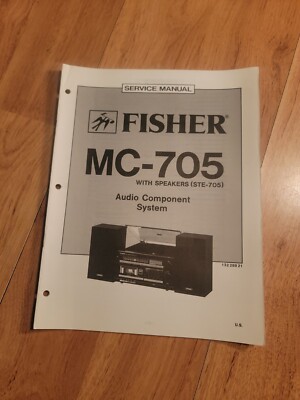 SERVICE MANUAL
FISHER®
MC-705
WITH SPEAKERS (STE-705)
Audio Component
System
U.S.